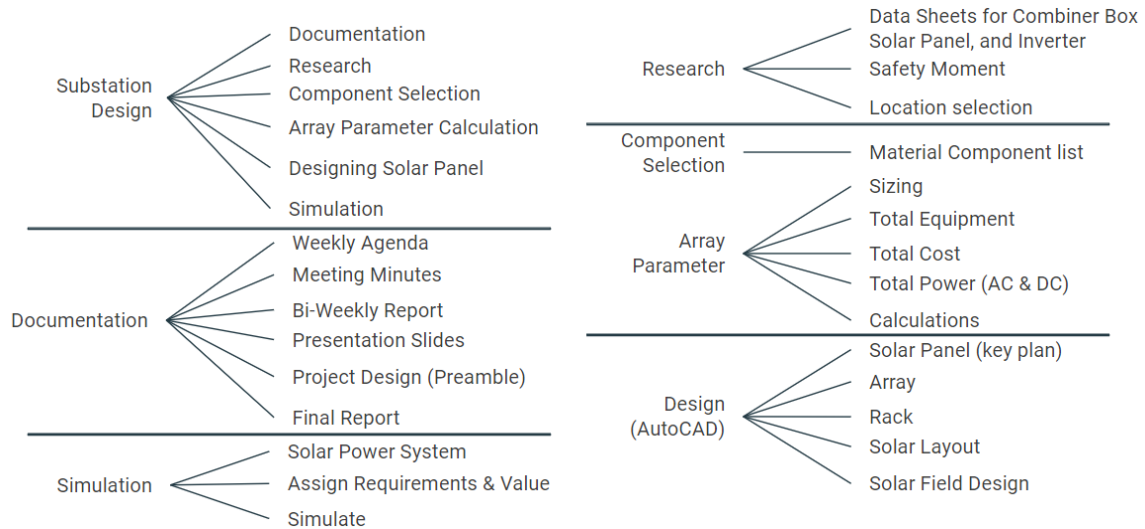 Substation
Design
Documentation
Research
Component Selection
Array Parameter Calculation
Designing Solar Panel
Simulation
Documentation
Weekly Agenda
Meeting Minutes
Bi-Weekly Report
Presentation Slides
Project Design (Preamble)
Final Report
Simulation
Solar Power System
Assign Requirements & Value
Simulate
Research
Data Sheets for Combiner Box
Solar Panel, and Inverter
Safety Moment
Location selection
Component
Selection
Material Component list
Array
Parameter
Sizing
Total Equipment
Total Cost
Total Power (AC & DC)
Calculations
Design
(AutoCAD)
Solar Panel (key plan)
Array
Rack
Solar Layout
Solar Field Design